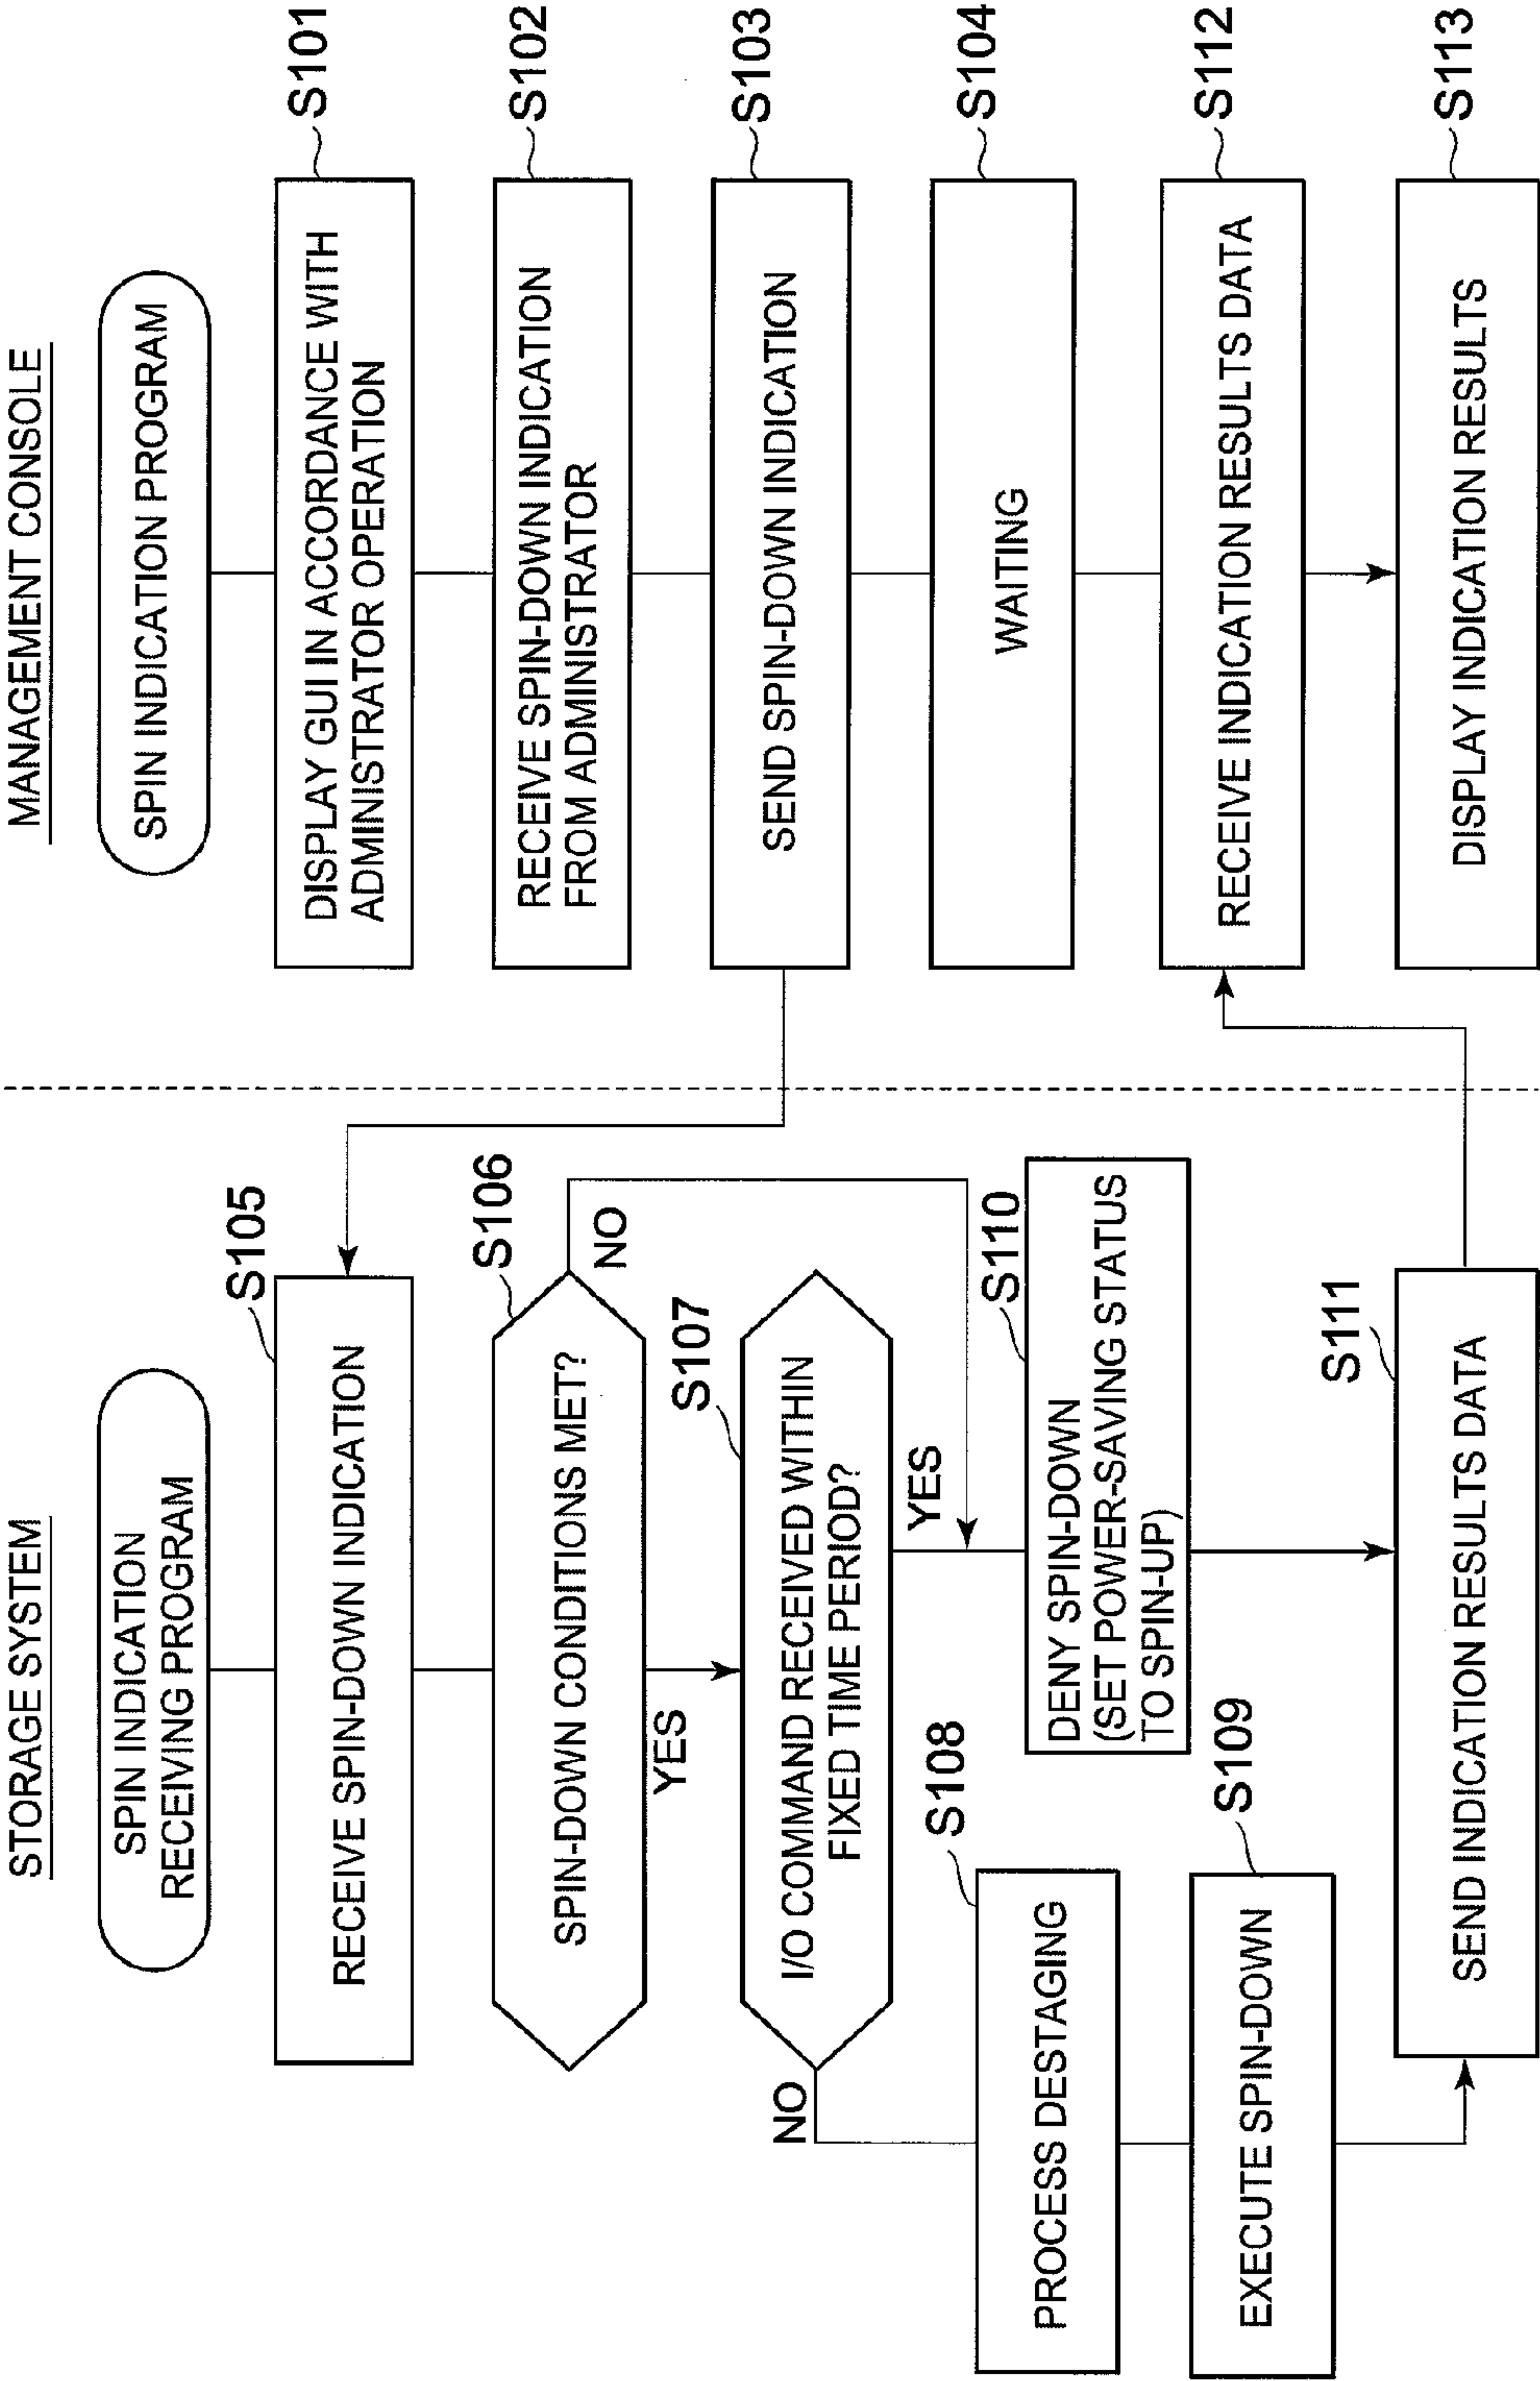 STORAGE SYSTEM
SPIN INDICATION
RECEIVING PROGRAM
S105
RECEIVE SPIN-DOWN INDICATION
S106
SPIN-DOWN CONDITIONS MET?
NO
YES
S107
I/O COMMAND RECEIVED WITHIN
FIXED TIME PERIOD?
NO
YES
S108
PROCESS DESTAGING
S109
EXECUTE SPIN-DOWN
S110
DENY SPIN-DOWN
(SET POWER-SAVING STATUS
TO SPIN-UP)
S111
SEND INDICATION RESULTS DATA
MANAGEMENT CONSOLE
SPIN INDICATION PROGRAM
DISPLAY GUI IN ACCORDANCE WITH
ADMINISTRATOR OPERATION
S101
RECEIVE SPIN-DOWN INDICATION
FROM ADMINISTRATOR
S102
SEND SPIN-DOWN INDICATION
S103
WAITING
S104
RECEIVE INDICATION RESULTS DATA
S112
DISPLAY INDICATION RESULTS
S113